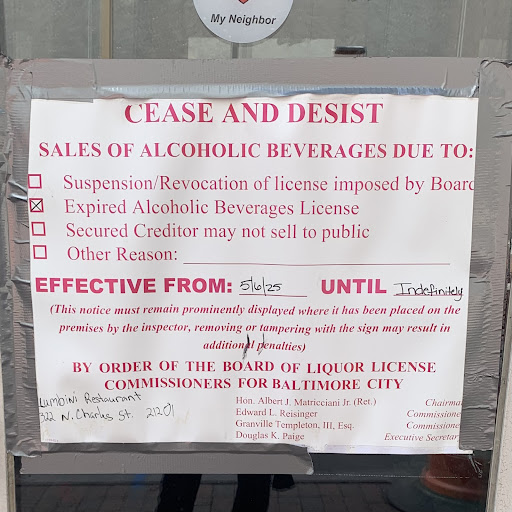 My Neighbor
CEASE AND DESIST
SALES OF ALCOHOLIC BEVERAGES DUE TO:
Suspension/Revocation of license imposed by Board
Expired Alcoholic Beverages License
Secured Creditor may not sell to public
Other Reason:
EFFECTIVE FROM: 5/6/25 UNTIL Indefinitely
(This notice must remain prominently displayed where it has been placed on the
premises by the inspector, removing or tampering with the sign may result in
additional penalties)
BY ORDER OF THE BOARD OF LIQUOR LICENSE
COMMISSIONERS FOR BALTIMORE CITY
Lumbini Restaurant
322 N. Charles St. 21201
Hon. Albert J. Matricciani Jr. (Ret.) Chairma
Edward L. Reisinger Commissione
Granville Templeton, III, Esq. Commissione
Douglas K. Paige Executive Secretar